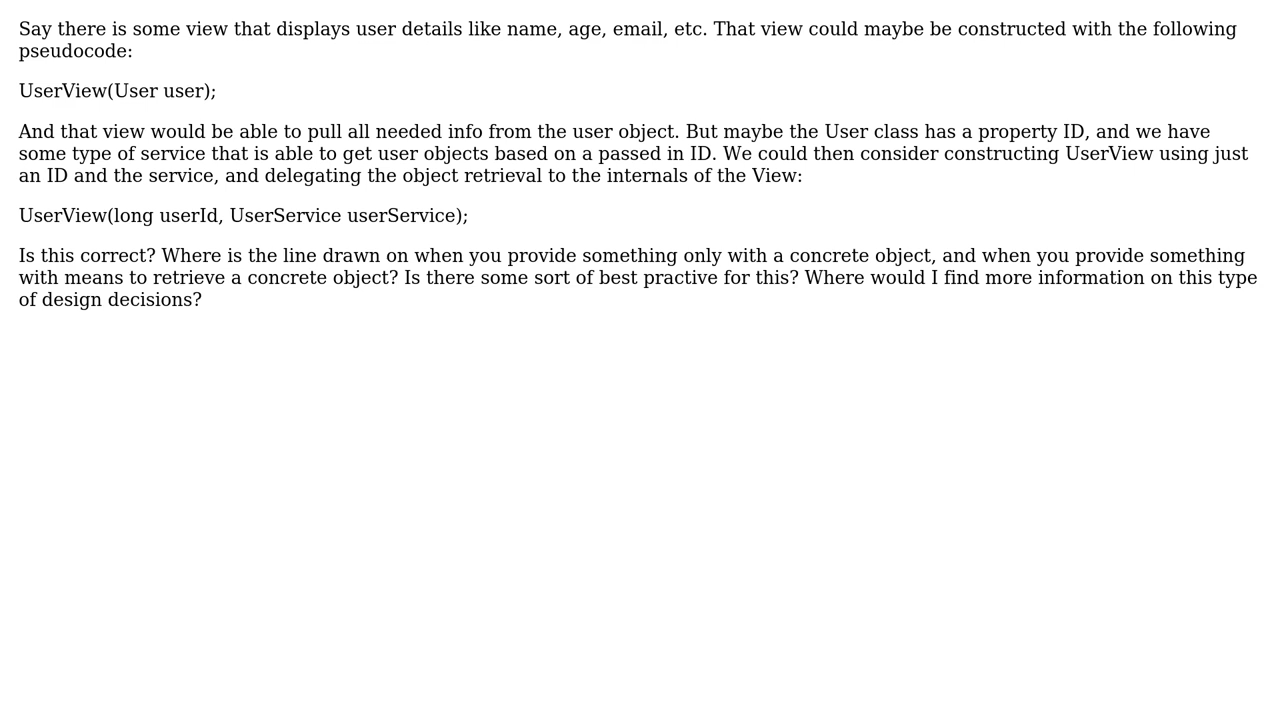 Say there is some view that displays user details like name, age, email, etc. That view could maybe be constructed with the following
pseudocode:
UserView(User user);
And that view would be able to pull all needed info from the user object. But maybe the User class has a property ID, and we have
some type of service that is able to get user objects based on a passed in ID. We could then consider constructing UserView using just
an ID and the service, and delegating the object retrieval to the internals of the View:
UserView(long userId, UserService userService);
Is this correct? Where is the line drawn on when you provide something only with a concrete object, and when you provide something
with means to retrieve a concrete object? Is there some sort of best practive for this? Where would I find more information on this type
of design decisions?